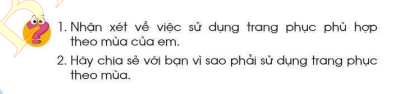 1. Nhận xét về việc sử dụng trang phục phù hợp
theo mùa của em.
2. Hãy chia sẻ với bạn vì sao phải sử dụng trang phục
theo mùa.